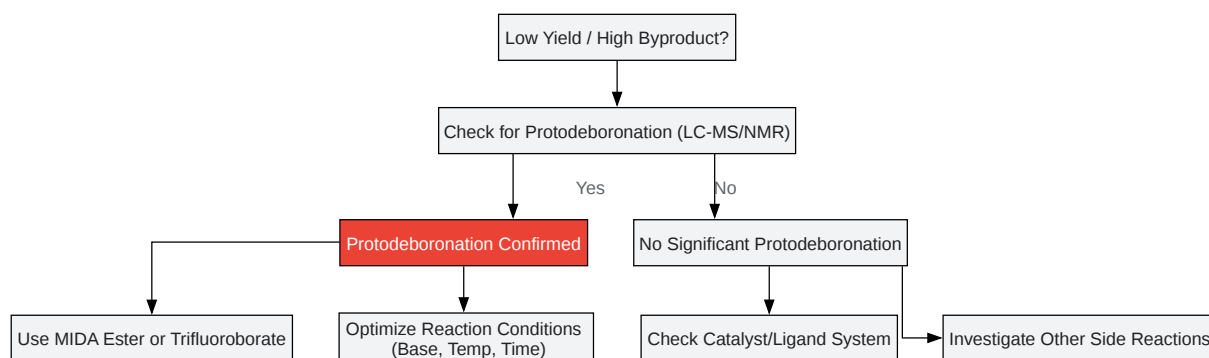 Low Yield / High Byproduct?
Check for Protodeboronation (LC-MS/NMR)
Yes
No
Protodeboronation Confirmed
No Significant Protodeboronation
Use MIDA Ester or Trifluoroborate
Optimize Reaction Conditions
(Base, Temp, Time)
Check Catalyst/Ligand System
Investigate Other Side Reactions